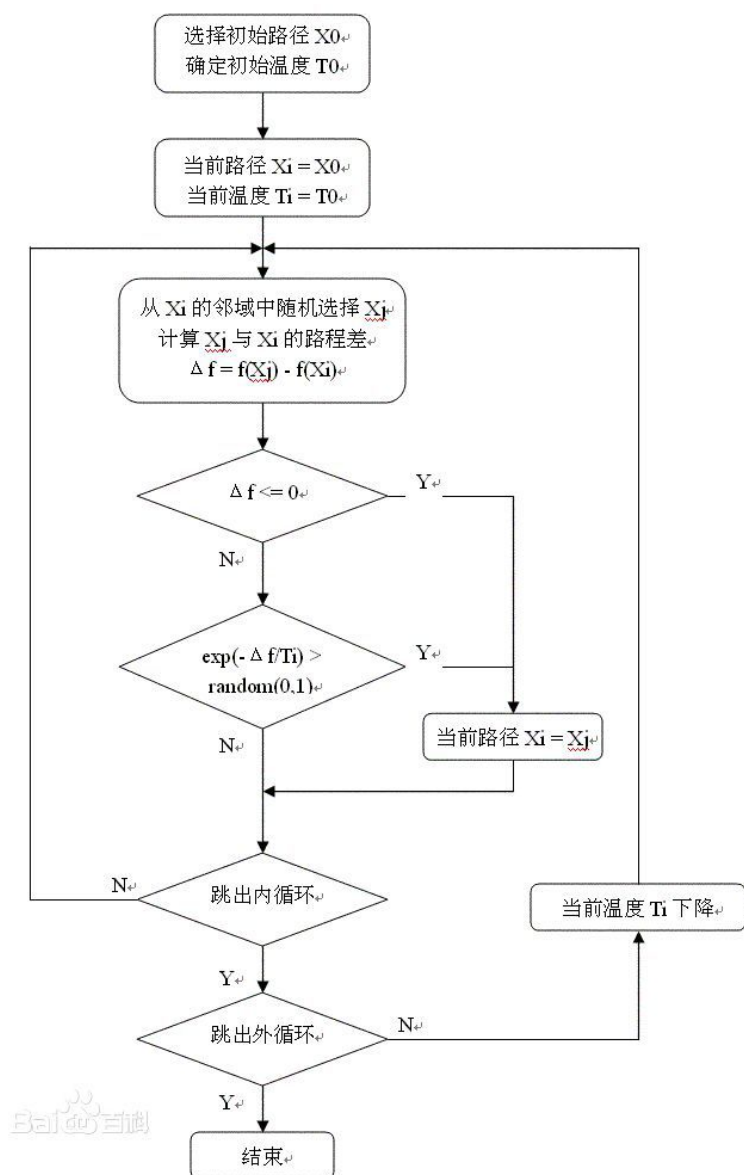 选择初始路径 X0
确定初始温度 T0
当前路径 Xi = X0
当前温度 Ti = T0
从 Xi 的邻域中随机选择 Xj
计算 Xj 与 Xi 的路程差
Δf = f(Xj) - f(Xi)
Δf <= 0
Y
N
exp(-Δf/Ti) >
random(0,1)
Y
N
当前路径 Xi = Xj
跳出内循环
N
当前温度 Ti 下降
Y
跳出外循环
N
Y
Bai 百科
结束